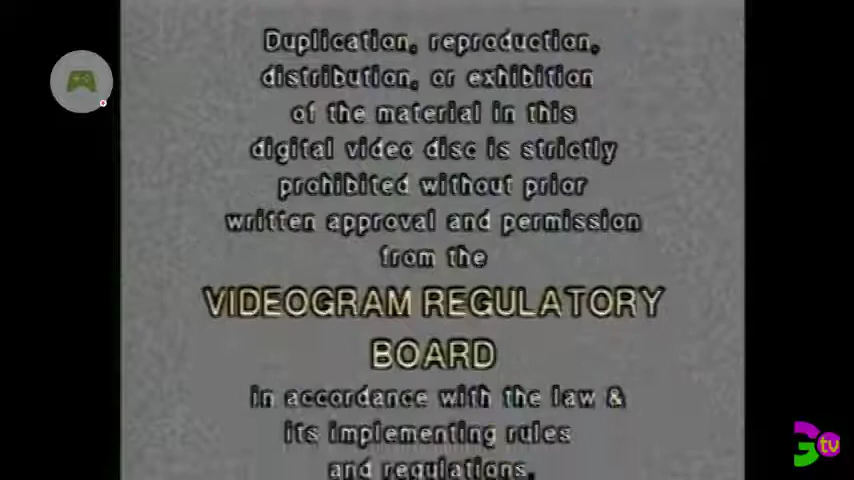 Duplication, reproduction,
distribution, or exhibition
of the material in this
digital video disc is strictly
prohibited without prior
written approval and permission
from the
VIDEOGRAM REGULATORY
BOARD
in accordance with the law &
its implementing rules
and regulations.
G tv